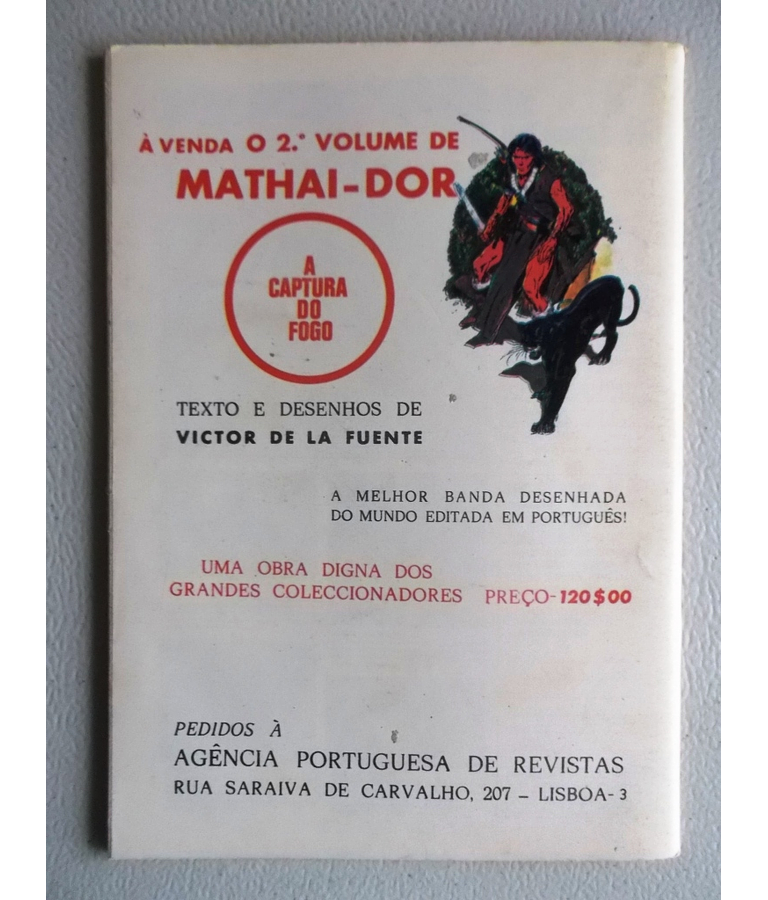 À VENDA O 2.º VOLUME DE
MATHAI-DOR
A
CAPTURA
DO
FOGO
TEXTO E DESENHOS DE
VICTOR DE LA FUENTE
A MELHOR BANDA DESENHADA
DO MUNDO EDITADA EM PORTUGUÊS!
UMA OBRA DIGNA DOS
GRANDES COLECCIONADORES PREÇO-120$00
PEDIDOS À
AGÊNCIA PORTUGUESA DE REVISTAS
RUA SARAIVA DE CARVALHO, 207 – LISBOA-3